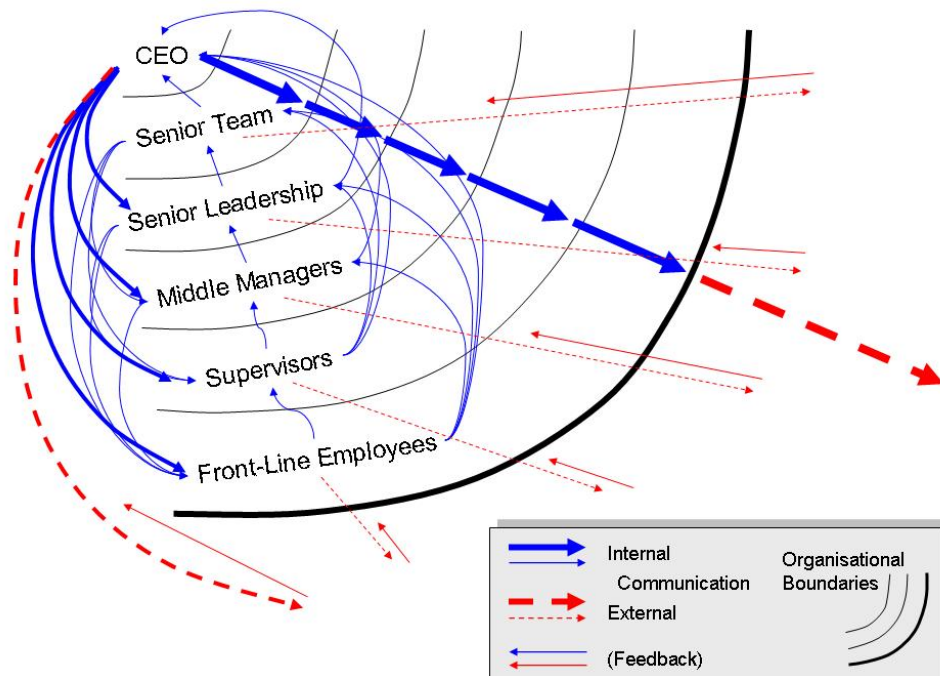 CEO
Senior Team
Senior Leadership
Middle Managers
Supervisors
Front-Line Employees
Internal
Communication
External
(Feedback)
Organisational
Boundaries